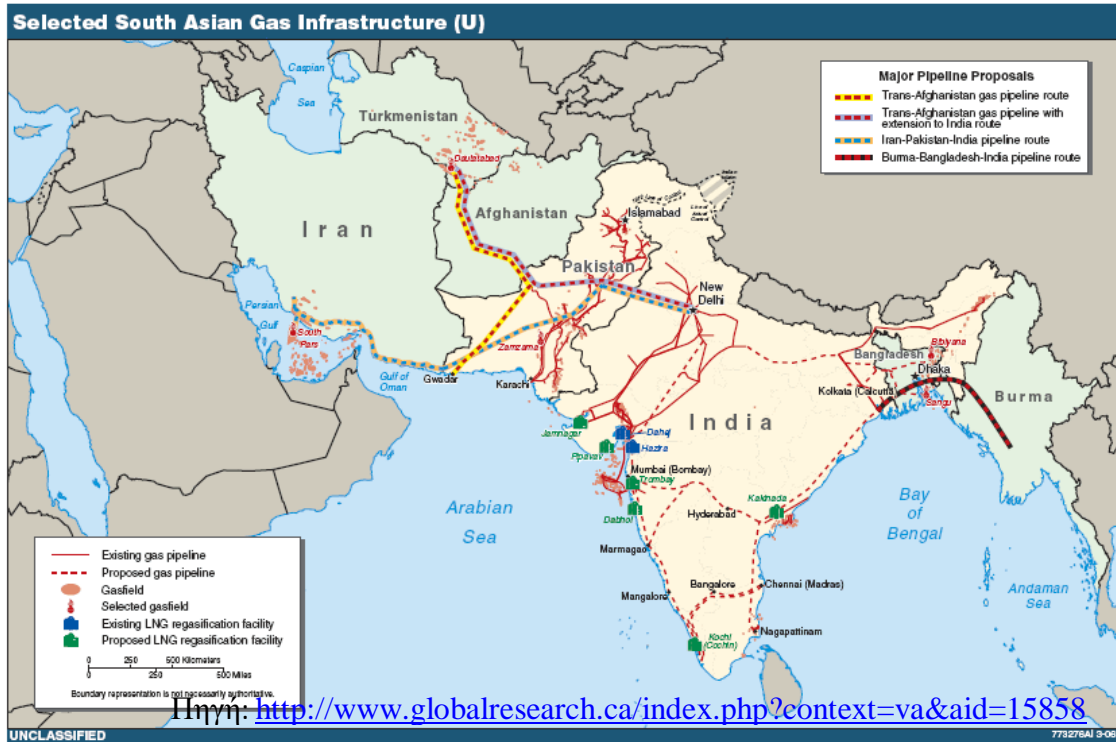 Selected South Asian Gas Infrastructure (U)
Major Pipeline Proposals
Trans-Afghanistan gas pipeline route
Trans-Afghanistan gas pipeline with
extension to India route
Iran-Pakistan-India pipeline route
Burma-Bangladesh-India pipeline route
Caspian
Sea
Turkmenistan
Dauletabad
Afghanistan
Iran
Islamabad
Pakistan
New
Delhi
Persian
Gulf
South
Pars
Zamzama
Gulf of
Oman
Gwadar
Karachi
Bangladesh
Bibiyana
Dhaka
Kolkata (Calcutta)
Sangu
Burma
India
Jamnagar
Dahej
Hazira
Pipavav
Mumbai (Bombay)
Trombay
Dabhol
Arabian
Sea
Hyderabad
Kakinada
Bay
of
Bengal
Marmagao
Bangalore
Chennai (Madras)
Mangalore
Andaman
Sea
Nagapattinam
Kochi
(Cochin)
Existing gas pipeline
Proposed gas pipeline
Gasfield
Selected gasfield
Existing LNG regasification facility
Proposed LNG regasification facility
0 250 500 Kilometers
0 250 500 Miles
Boundary representation is not necessarily authoritative.
Πηγή: http://www.globalresearch.ca/index.php?context=va&aid=15858
UNCLASSIFIED